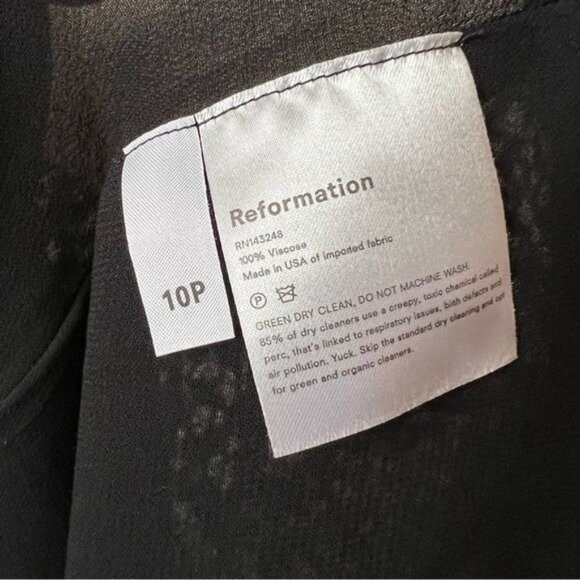 10P
Reformation
RN143248
100% Viscose
Made in USA of imported fabric
P
GREEN DRY CLEAN, DO NOT MACHINE WASH.
85% of dry cleaners use a creepy, toxic chemical called
perc, that's linked to respiratory issues, birth defects and
air pollution. Yuck. Skip the standard dry cleaning and opt
for green and organic cleaners.